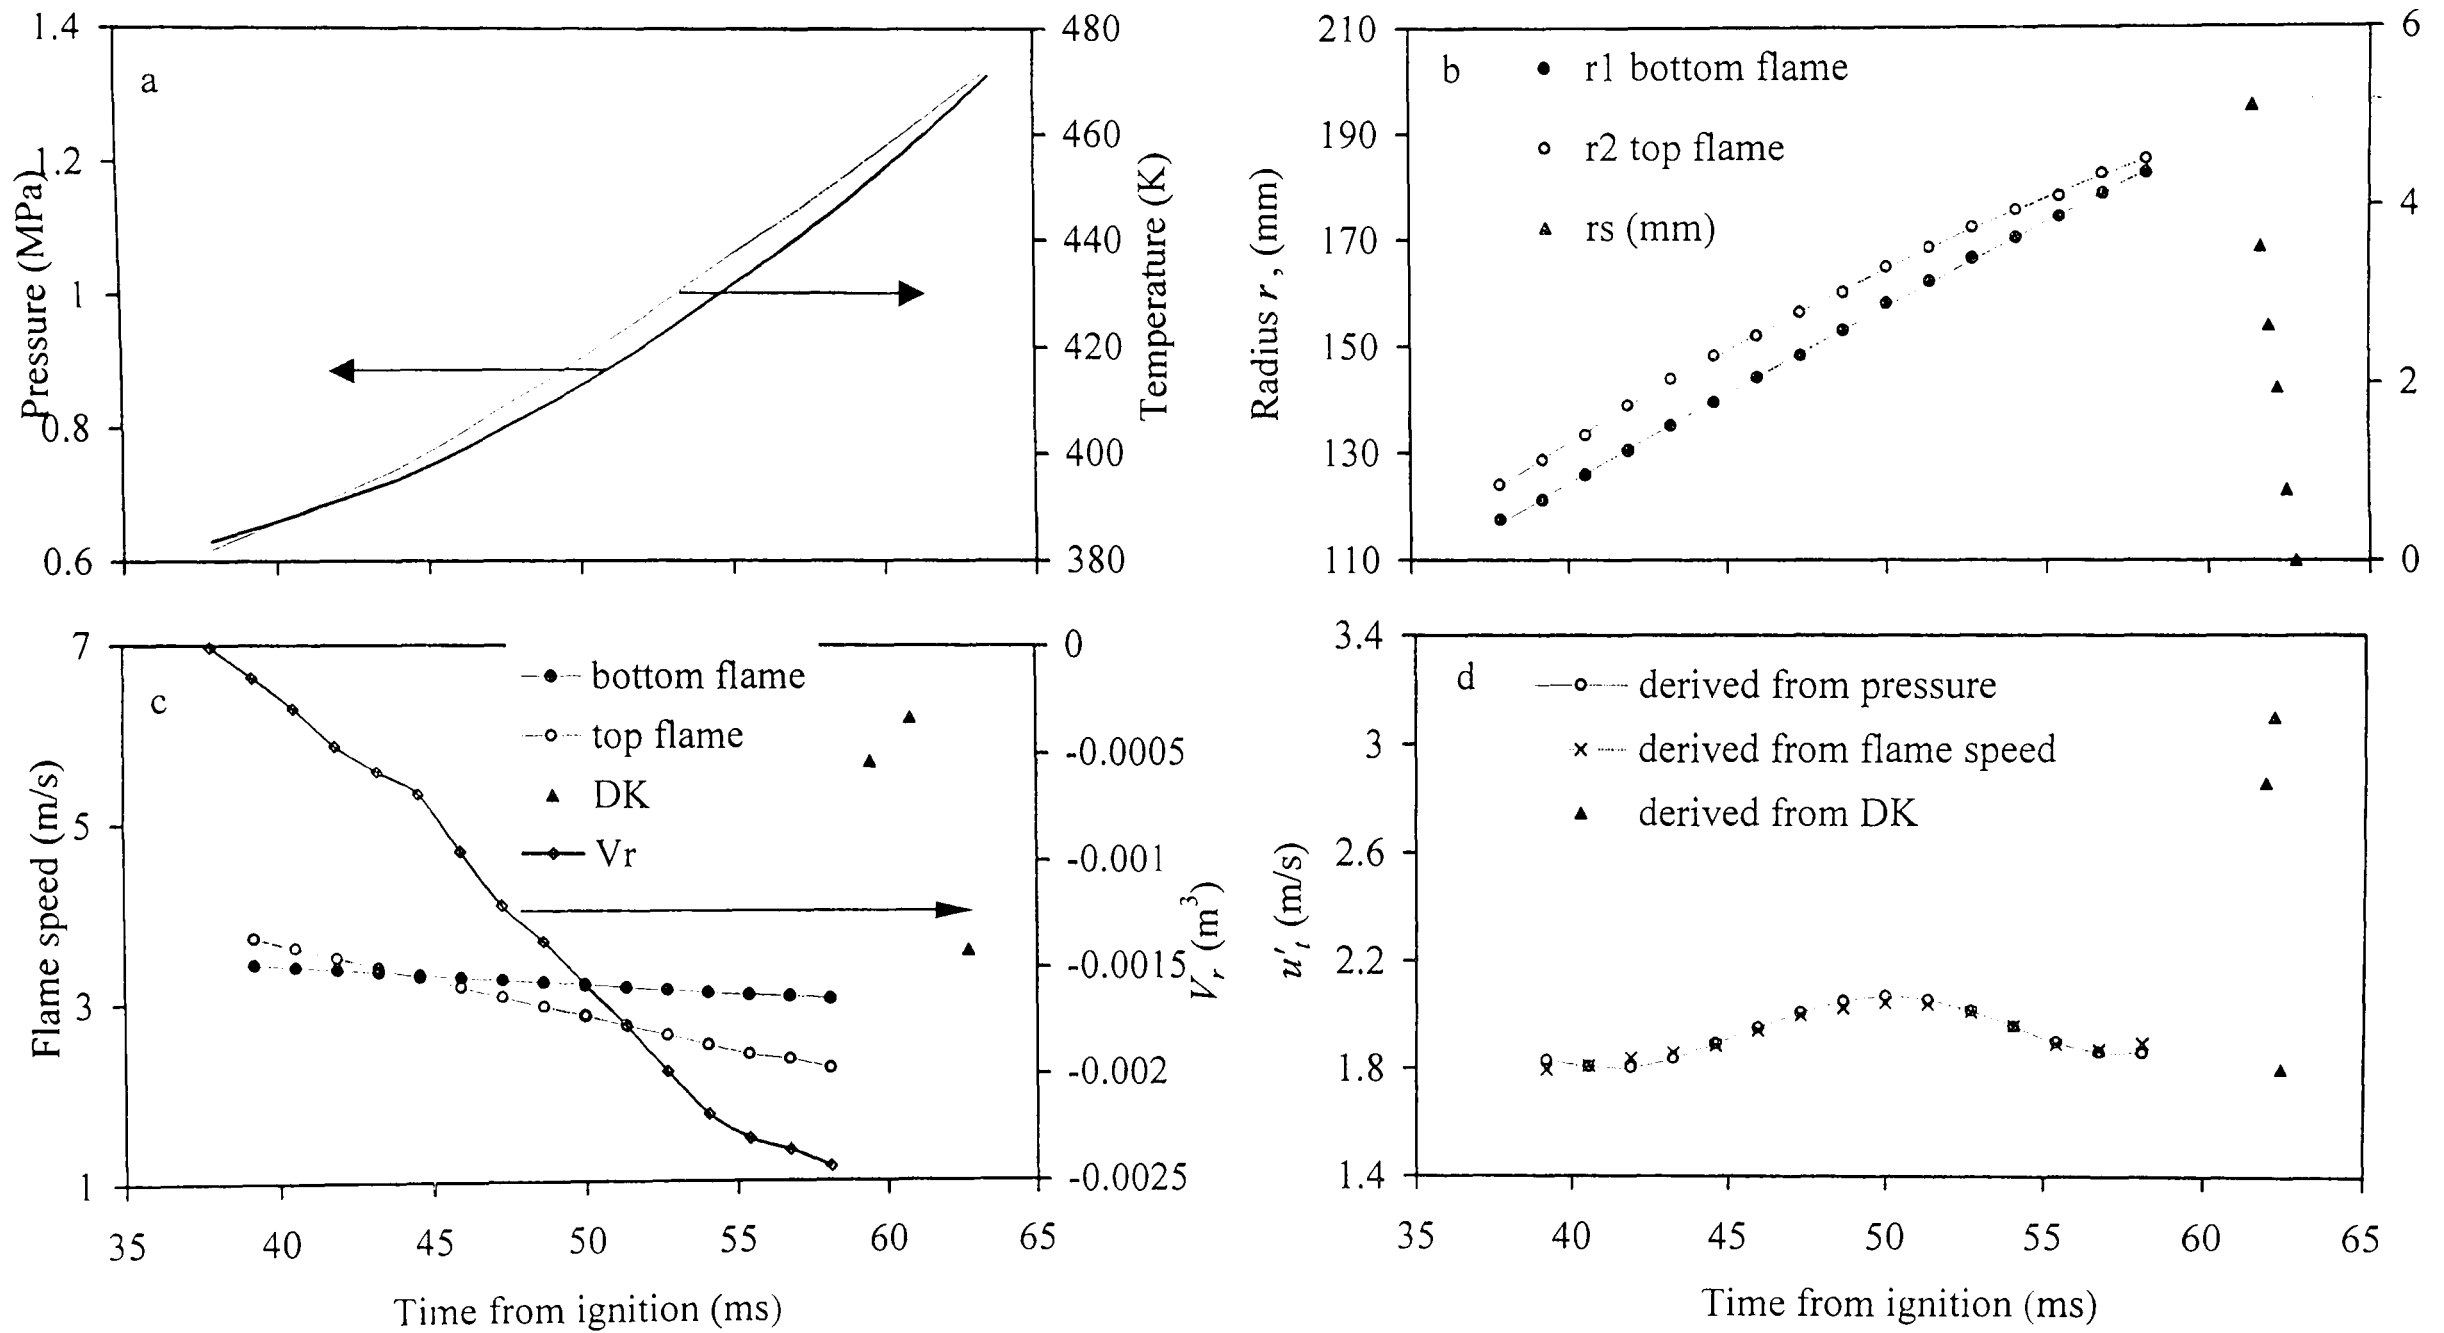 1.4
1.2
1
0.8
0.6
Pressure (MPa)
a
480
460
440
420
400
380
Temperature (K)
210
190
170
150
130
110
Radius r , (mm)
b
r1 bottom flame
r2 top flame
rs (mm)
6
4
2
0
7
5
3
1
Flame speed (m/s)
c
bottom flame
top flame
DK
Vr
0
-0.0005
-0.001
-0.0015
-0.002
-0.0025
Vr (m³)
35 40 45 50 55 60 65
Time from ignition (ms)
3.4
3
2.6
2.2
1.8
1.4
u't (m/s)
d
derived from pressure
derived from flame speed
derived from DK
35 40 45 50 55 60 65
Time from ignition (ms)